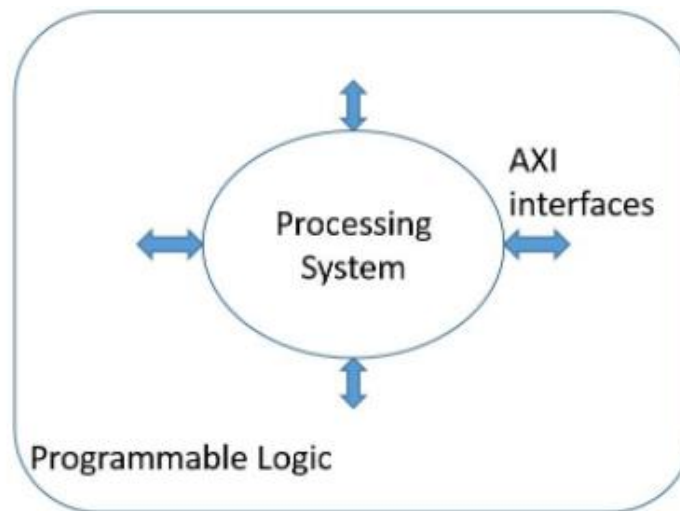 AXI
interfaces
Processing
System
Programmable Logic